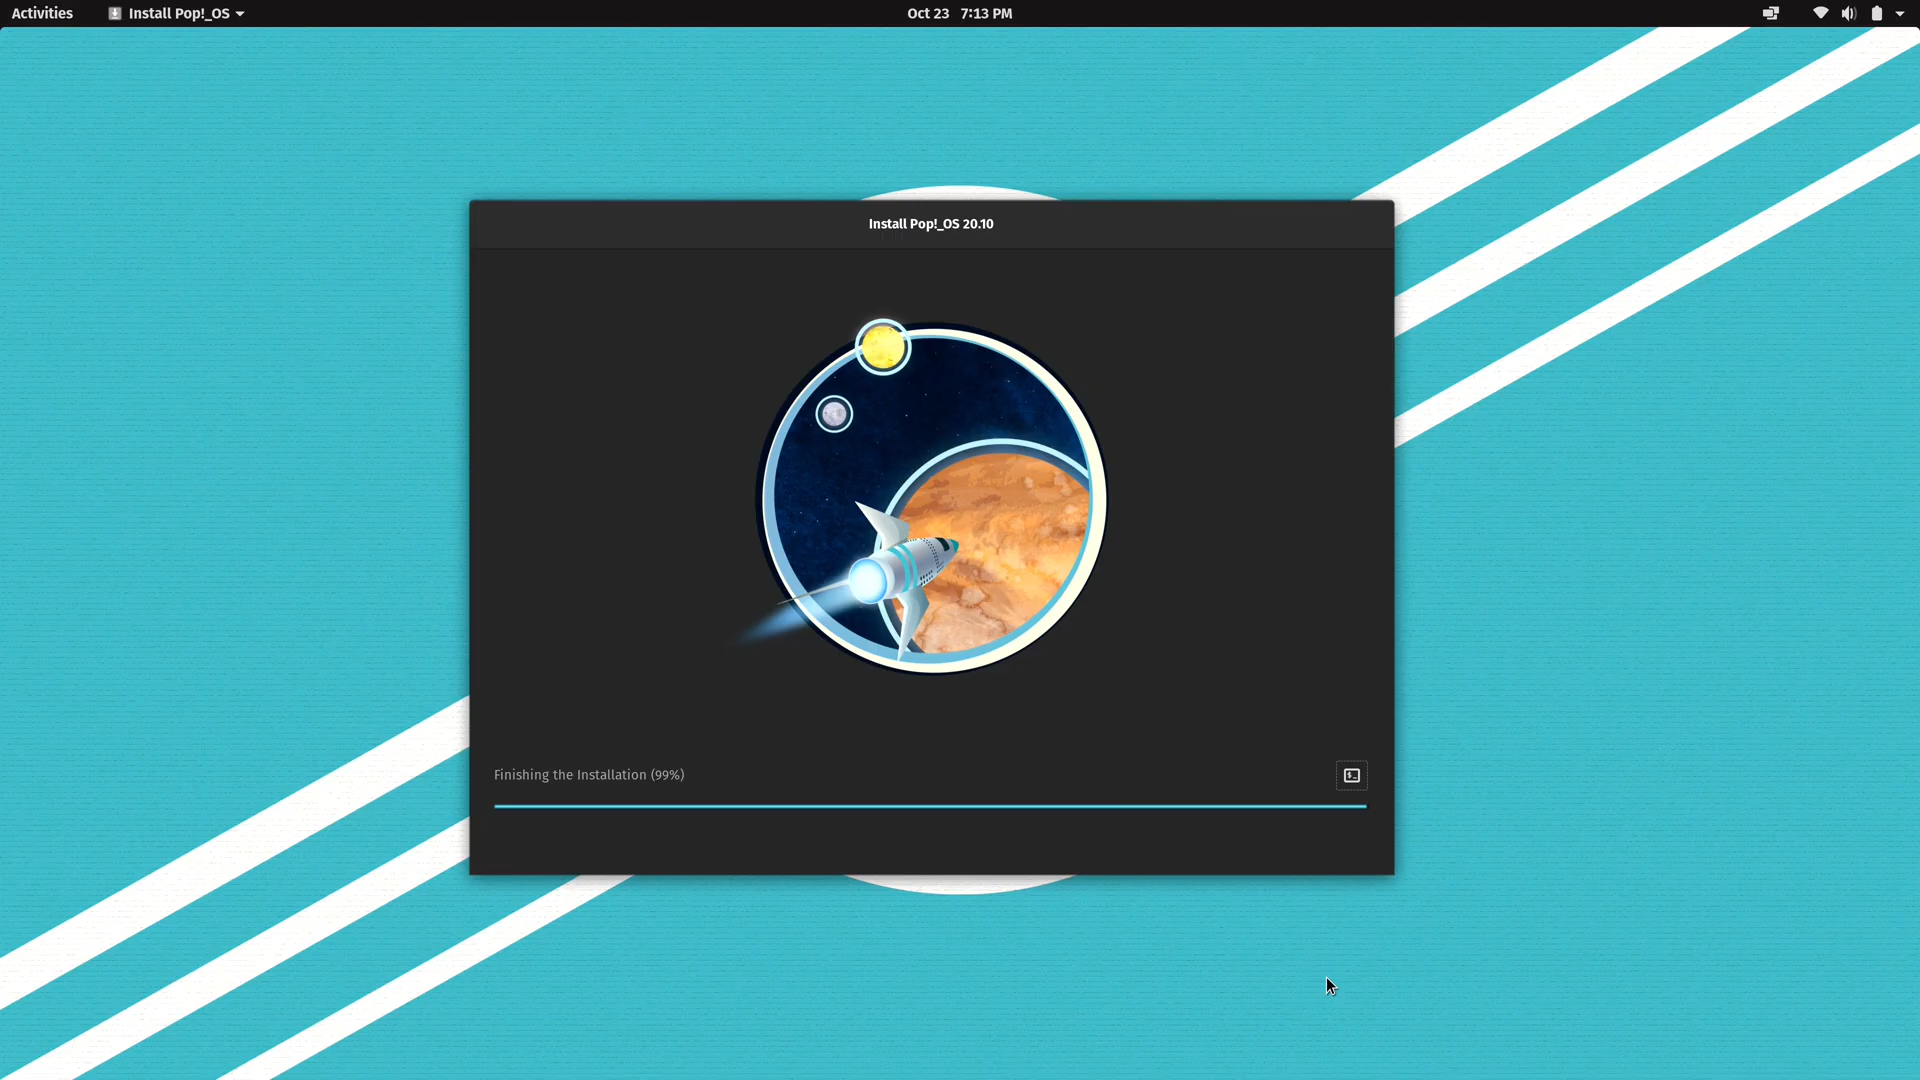 Activities
Install Pop!_OS
Oct 23 7:13 PM
Install Pop!_OS 20.10
Finishing the Installation (99%)